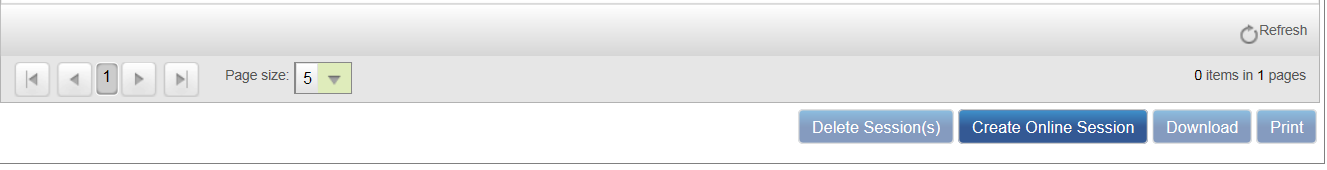 Refresh
1 Page size: 5 0 items in 1 pages
Delete Session(s) Create Online Session Download Print